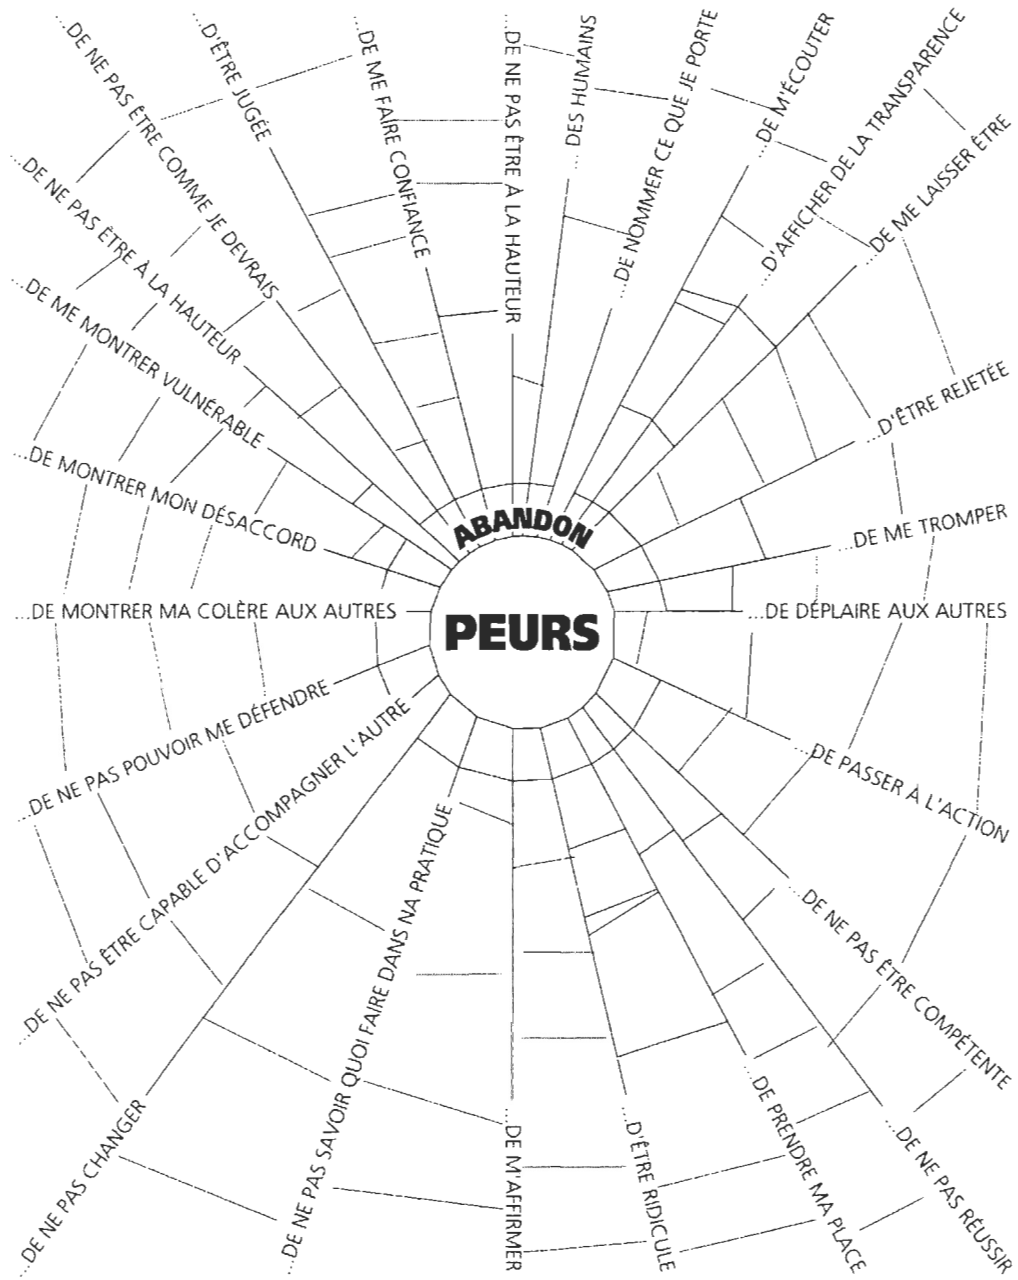 PEURS
ABANDON
...DE NE PAS ÊTRE À LA HAUTEUR
...DES HUMAINS
...DE NOMMER CE QUE JE PORTE
...DE M'ÉCOUTER
...D'AFFICHER DE LA TRANSPARENCE
...DE ME LAISSER ÊTRE
...D'ÊTRE REJETÉE
...DE ME TROMPER
...DE DÉPLAIRE AUX AUTRES
...DE PASSER À L'ACTION
...DE NE PAS ÊTRE COMPÉTENTE
...DE NE PAS RÉUSSIR
...DE PRENDRE MA PLACE
...D'ÊTRE RIDICULE
...DE M'AFFIRMER
...DE NE PAS SAVOIR QUOI FAIRE DANS NA PRATIQUE
...DE NE PAS CHANGER
...DE NE PAS ÊTRE CAPABLE D'ACCOMPAGNER L'AUTRE
...DE NE PAS POUVOIR ME DÉFENDRE
...DE MONTRER MA COLÈRE AUX AUTRES
...DE MONTRER MON DÉSACCORD
...DE ME MONTRER VULNÉRABLE
...DE NE PAS ÊTRE À LA HAUTEUR
...DE NE PAS ÊTRE COMME JE DEVRAIS
...D'ÊTRE JUGÉE
...DE ME FAIRE CONFIANCE